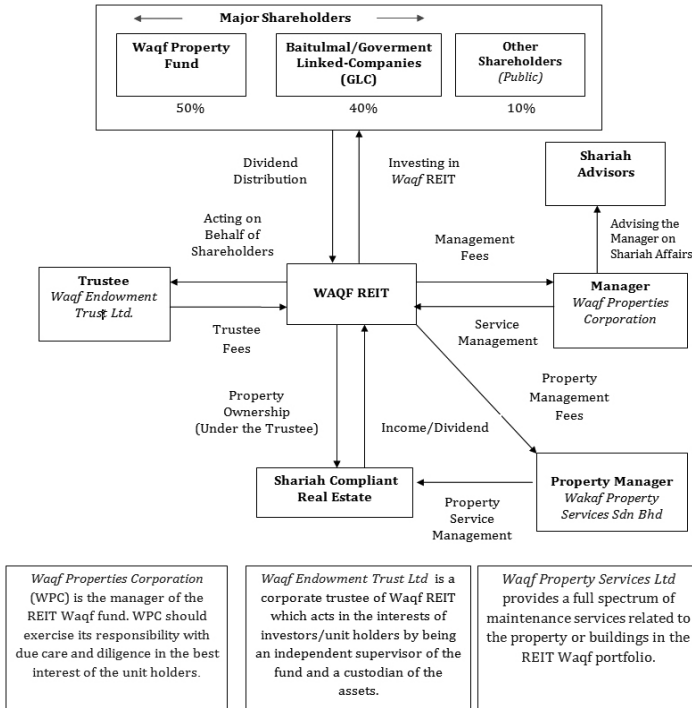 Major Shareholders
Waqf Property
Fund
Baitulmal/Goverment
Linked-Companies
(GLC)
Other
Shareholders
(Public)
50%
40%
10%
Dividend
Distribution
Investing in
Waqf REIT
Shariah
Advisors
Acting on
Behalf of
Shareholders
Management
Fees
Advising the
Manager on
Shariah Affairs
Trustee
Waqf Endowment
Trust Ltd.
WAQF REIT
Manager
Waqf Properties
Corporation
Trustee
Fees
Service
Management
Property
Ownership
(Under the Trustee)
Income/Dividend
Property
Management
Fees
Shariah Compliant
Real Estate
Property
Service
Management
Property Manager
Wakaf Property
Services Sdn Bhd
Waqf Properties Corporation
(WPC) is the manager of the
REIT Waqf fund. WPC should
exercise its responsibility with
due care and diligence in the best
interest of the unit holders.
Waqf Endowment Trust Ltd is a
corporate trustee of Waqf REIT
which acts in the interests of
investors/unit holders by being
an independent supervisor of the
fund and a custodian of the
assets.
Waqf Property Services Ltd
provides a full spectrum of
maintenance services related to
the property or buildings in the
REIT Waqf portfolio.